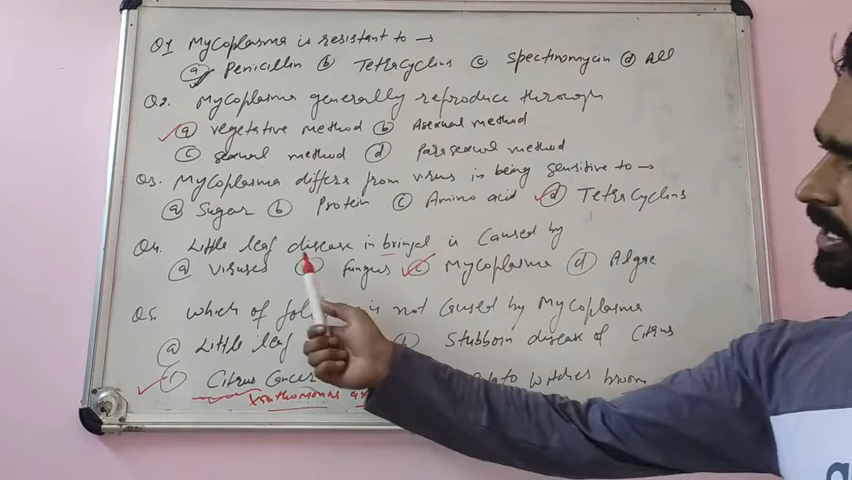 Q1 Mycoplasma is resistant to →
(a) Penicillin (b) Tetracyclins (c) Spectinomycin (d) All
Q2. Mycoplasma generally reproduce through
(a) vegetative method (b) Asexual method
(c) sexual method (d) Parasexual method
Q3. Mycoplasma differs from virus in being sensitive to →
(a) Sugar (b) Protein (c) Amino acid (d) Tetracyclins
Q4. Little leaf disease in brinjel is Caused by
(a) Viruses fungus (c) Mycoplasma (d) Algae
Q5. which of is not Caused by Mycoplasma
(a) Little leaf Stubborn disease of Citrus
Citrus Cancer witches broom
Xanthomonas